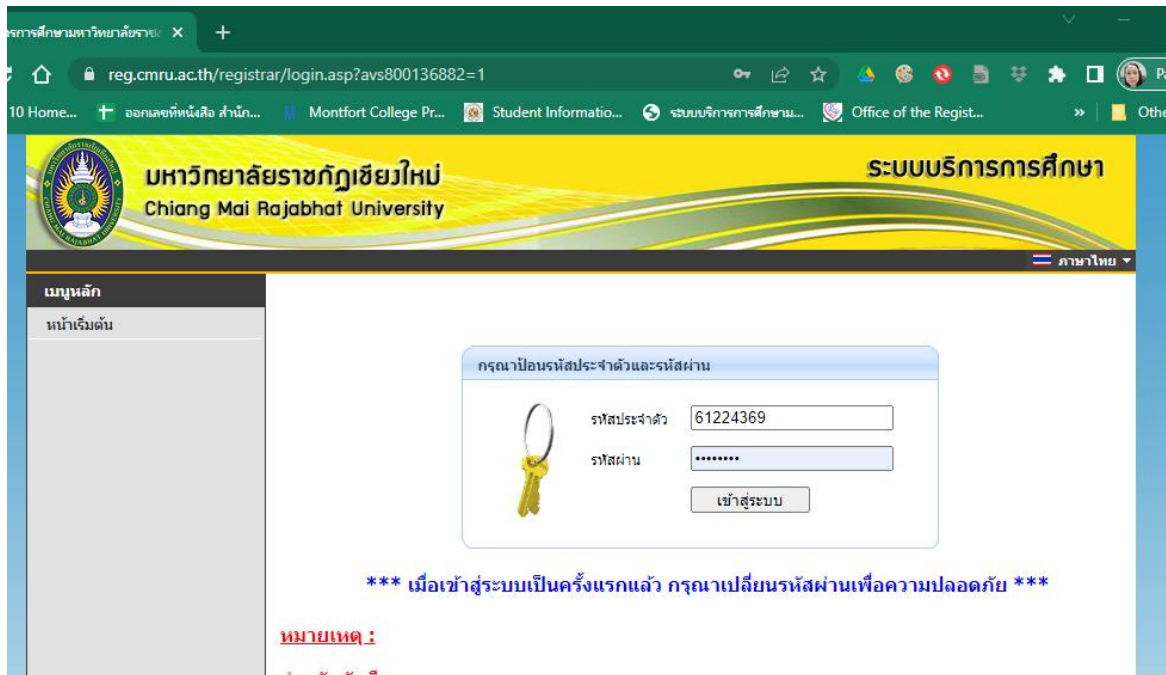 reg.cmru.ac.th/registrar/login.asp?avs800136882=1
10 Home... ออกเลขที่หนังสือ สำนัก... Montfort College Pr... Student Informatio... ระบบบริการการศึกษาม... Office of the Regist... » Othe
มหาวิทยาลัยราชภัฏเชียงใหม่
ระบบบริการการศึกษา
Chiang Mai Rajabhat University
ภาษาไทย
เมนูหลัก
หน้าเริ่มต้น
กรุณาป้อนรหัสประจำตัวและรหัสผ่าน
รหัสประจำตัว 61224369
รหัสผ่าน ••••••••
เข้าสู่ระบบ
*** เมื่อเข้าสู่ระบบเป็นครั้งแรกแล้ว กรุณาเปลี่ยนรหัสผ่านเพื่อความปลอดภัย ***
หมายเหตุ :